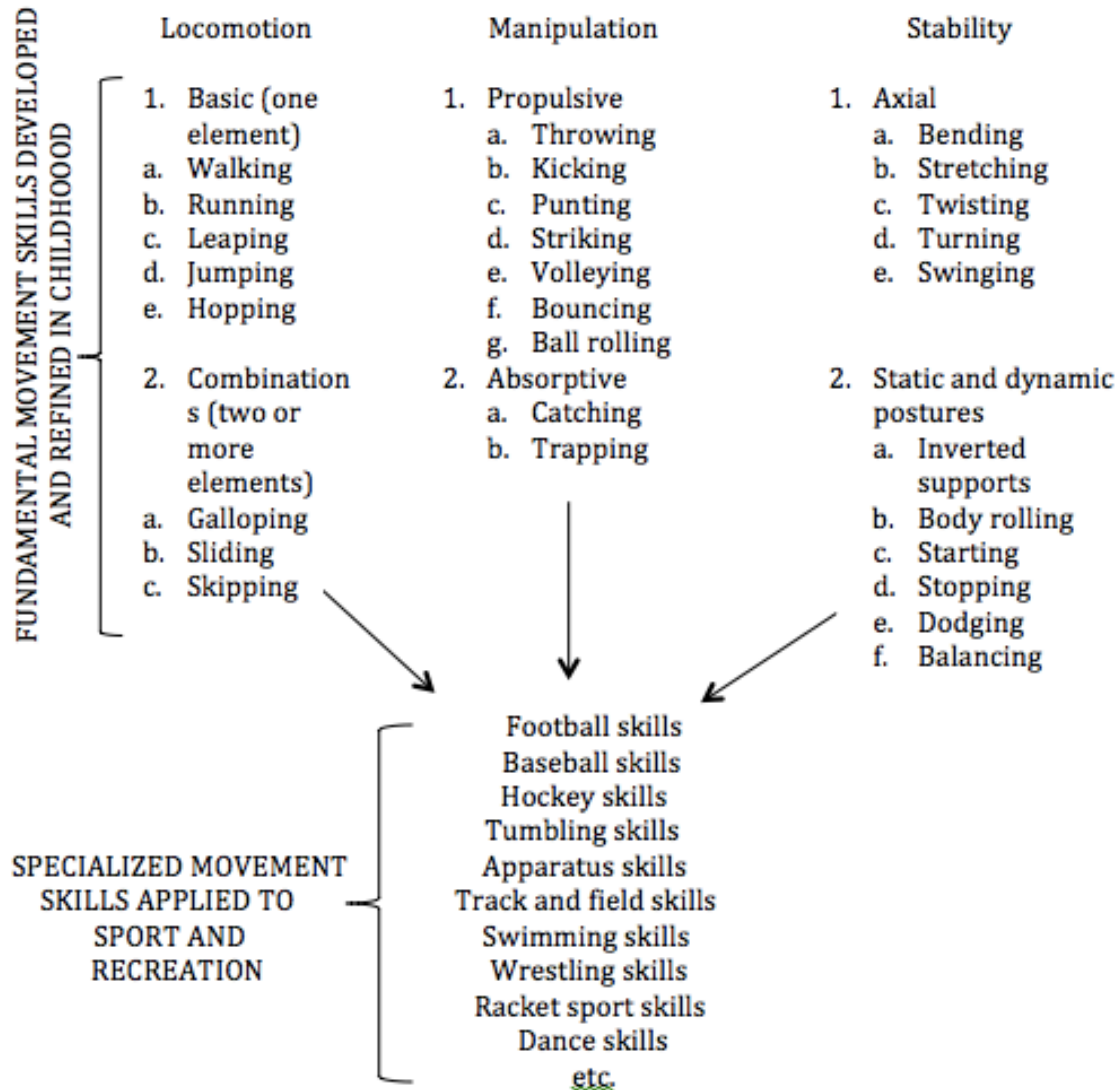 FUNDAMENTAL MOVEMENT SKILLS DEVELOPED
AND REFINED IN CHILDHOOOD
Locomotion
1. Basic (one
element)
a. Walking
b. Running
c. Leaping
d. Jumping
e. Hopping
2. Combination
s (two or
more
elements)
a. Galloping
b. Sliding
c. Skipping
Manipulation
1. Propulsive
a. Throwing
b. Kicking
c. Punting
d. Striking
e. Volleying
f. Bouncing
g. Ball rolling
2. Absorptive
a. Catching
b. Trapping
Stability
1. Axial
a. Bending
b. Stretching
c. Twisting
d. Turning
e. Swinging
2. Static and dynamic
postures
a. Inverted
supports
b. Body rolling
c. Starting
d. Stopping
e. Dodging
f. Balancing
SPECIALIZED MOVEMENT
SKILLS APPLIED TO
SPORT AND
RECREATION
Football skills
Baseball skills
Hockey skills
Tumbling skills
Apparatus skills
Track and field skills
Swimming skills
Wrestling skills
Racket sport skills
Dance skills
etc.